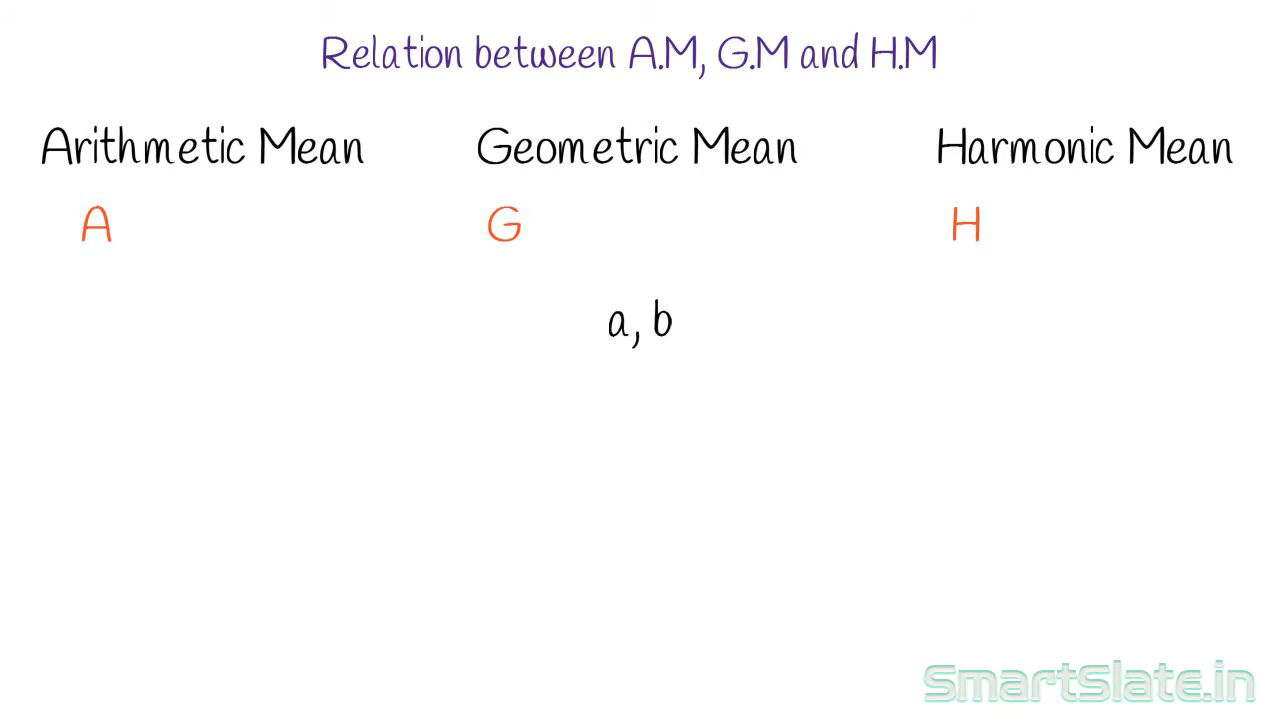 Relation between A.M, G.M and H.M
Arithmetic Mean Geometric Mean Harmonic Mean
A G H
a, b
SmartSlate.in